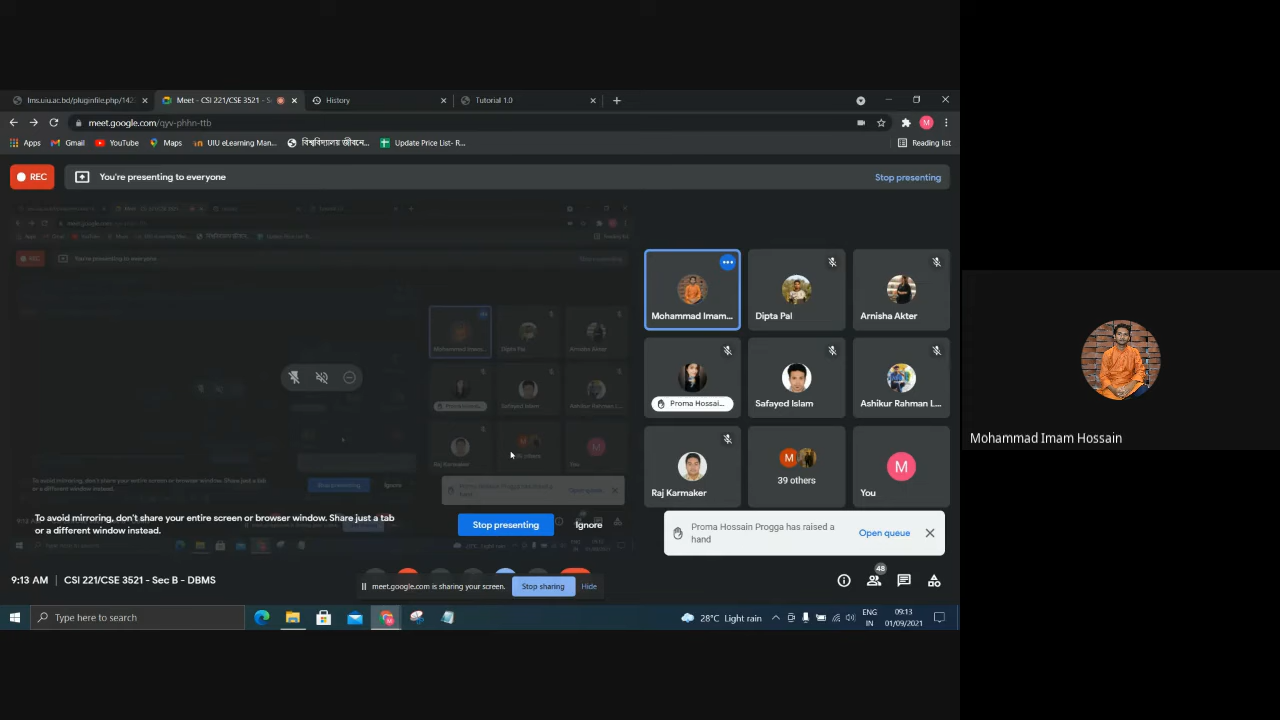 lms.uiu.ac.bd/pluginfile.php/142
Meet - CSI 221/CSE 3521 - Se
History
Tutorial 1.0
meet.google.com/qyv-phhn-ttb
Apps
Gmail
YouTube
Maps
UIU eLearning Man...
বিশ্ববিদ্যালয় জীবনে...
Update Price List- R...
Reading list
REC
You're presenting to everyone
Stop presenting
Mohammad Imam...
Dipta Pal
Arnisha Akter
Proma Hossai...
Safayed Islam
Ashikur Rahman L...
Raj Karmaker
M
39 others
M
You
Mohammad Imam Hossain
To avoid mirroring, don't share your entire screen or browser window. Share just a tab
or a different window instead.
Stop presenting
Ignore
Proma Hossain Progga has raised a
hand
Open queue
9:13 AM | CSI 221/CSE 3521 - Sec B - DBMS
meet.google.com is sharing your screen.
Stop sharing
Hide
48
Type here to search
28°C Light rain
ENG
IN
09:13
01/09/2021